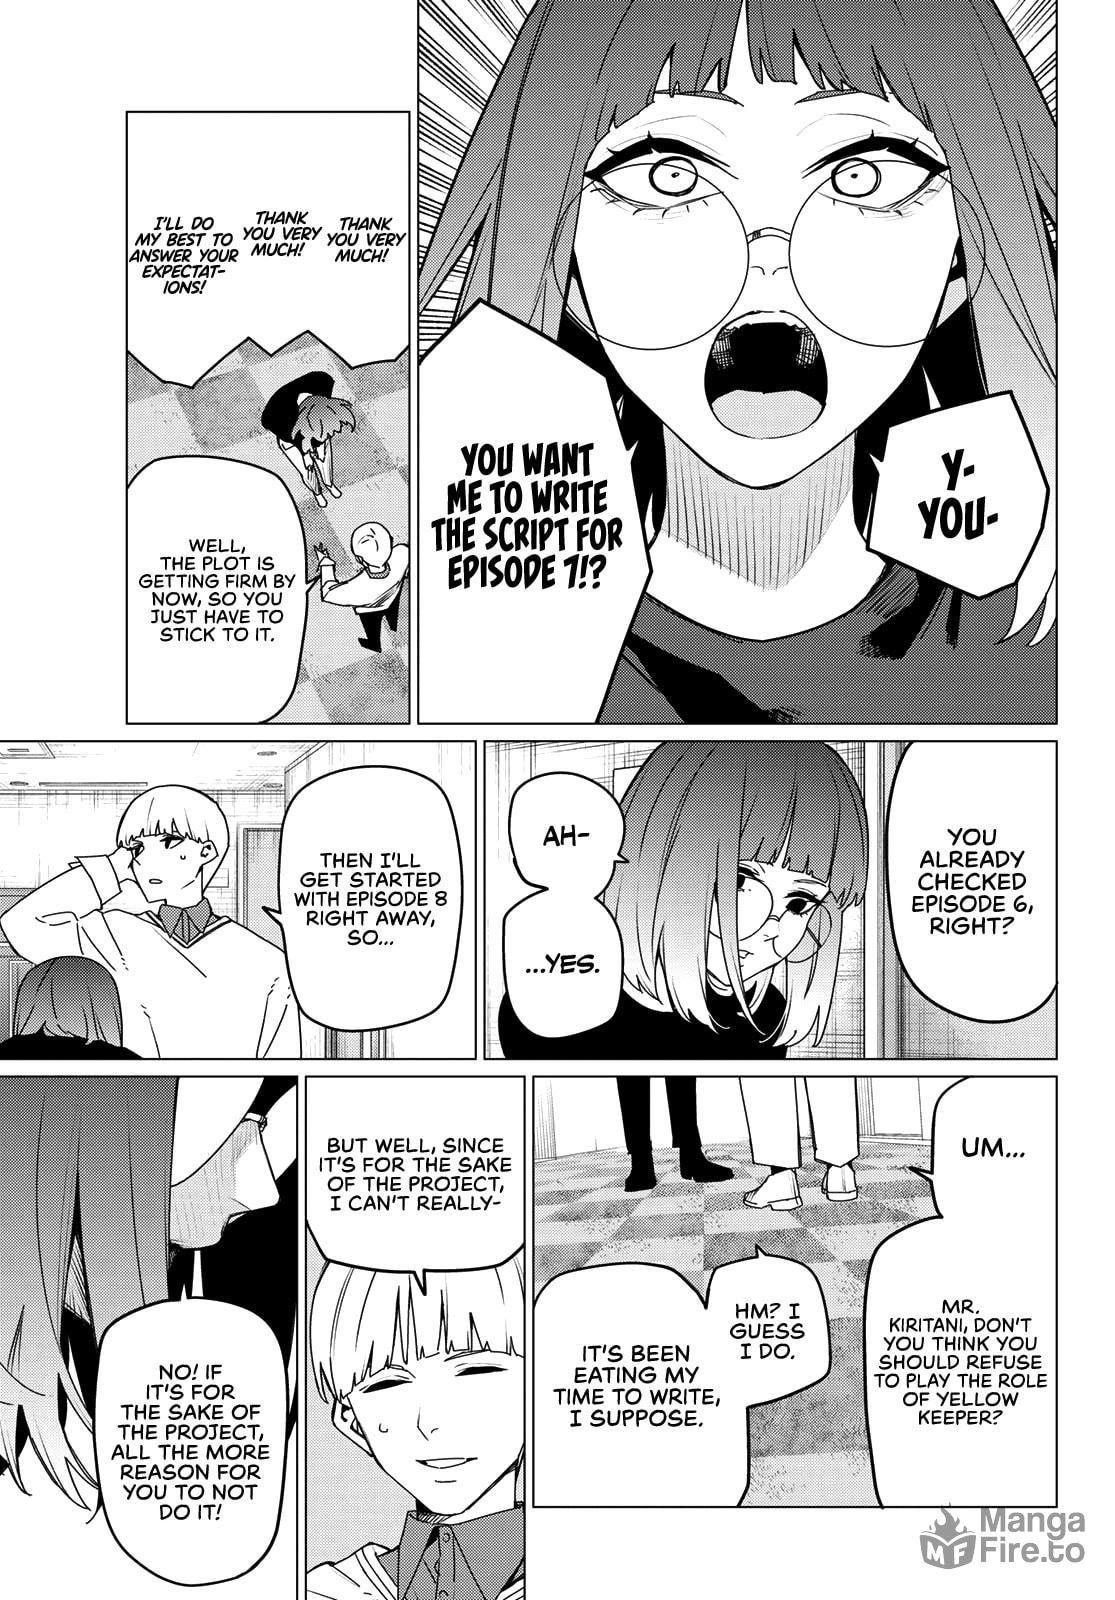 Y-
YOU-
YOU WANT
ME TO WRITE
THE SCRIPT FOR
EPISODE 7!?
THANK
YOU VERY
MUCH!
THANK
YOU VERY
MUCH!
I'LL DO
MY BEST TO
ANSWER YOUR
EXPECTAT-
IONS!
WELL,
THE PLOT IS
GETTING FIRM BY
NOW, SO YOU
JUST HAVE TO
STICK TO IT.
YOU
ALREADY
CHECKED
EPISODE 6,
RIGHT?
AH-
...YES.
THEN I'LL
GET STARTED
WITH EPISODE 8
RIGHT AWAY,
SO...
UM...
MR.
KIRITANI, DON'T
YOU THINK YOU
SHOULD REFUSE
TO PLAY THE ROLE
OF YELLOW
KEEPER?
HM? I
GUESS
I DO.
IT'S BEEN
EATING MY
TIME TO WRITE,
I SUPPOSE.
BUT WELL, SINCE
IT'S FOR THE SAKE
OF THE PROJECT,
I CAN'T REALLY-
NO! IF
IT'S FOR
THE SAKE OF
THE PROJECT,
ALL THE MORE
REASON FOR
YOU TO NOT
DO IT!
MF
Manga
Fire.to